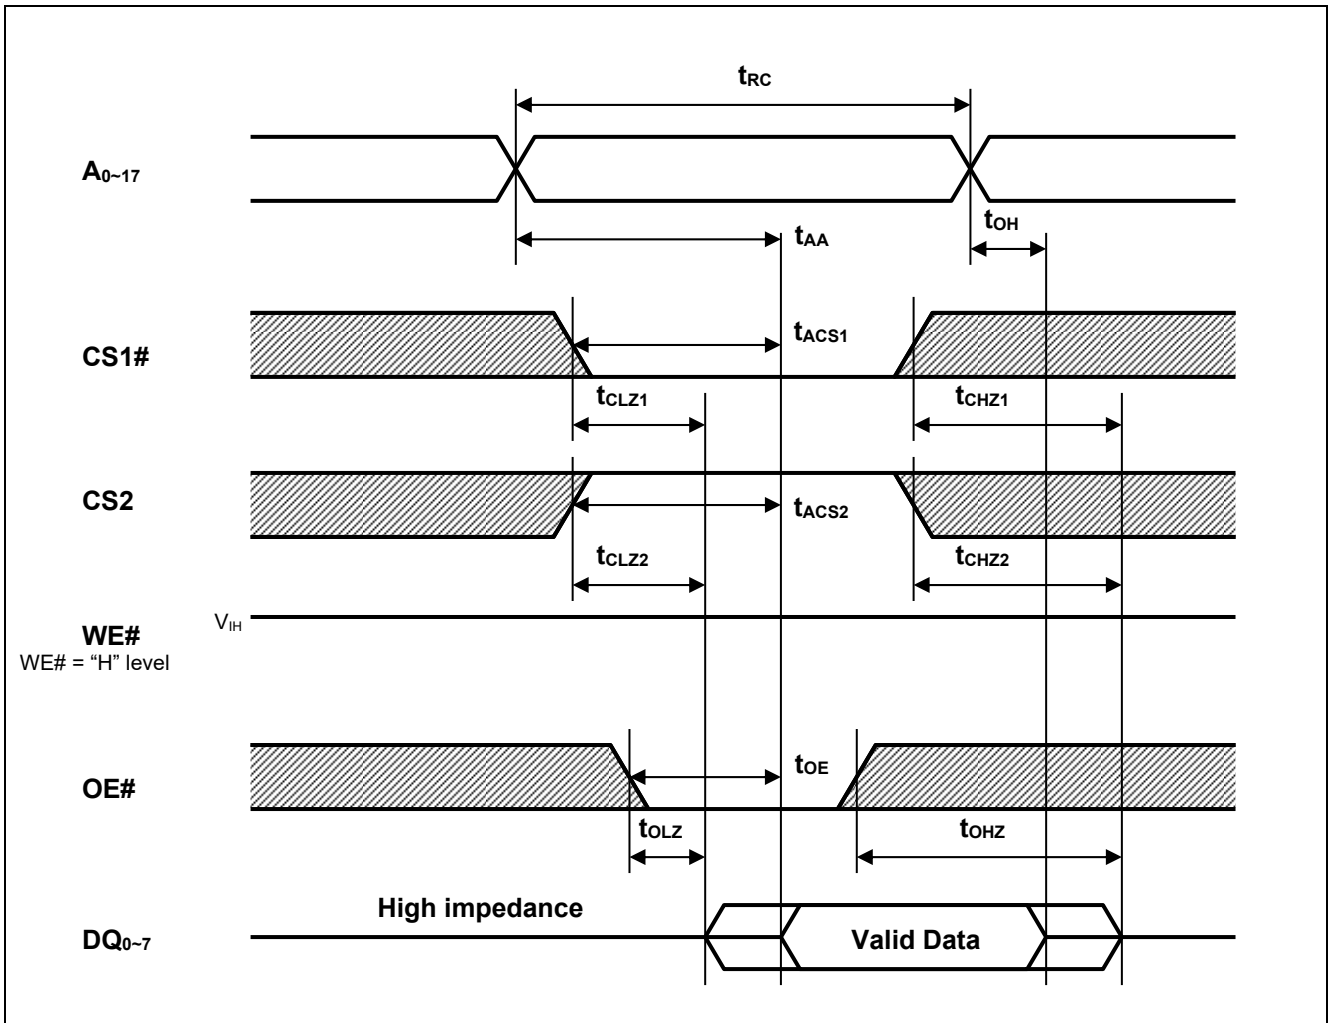 tRC
A0~17
tOH
tAA
tACS1
CS1#
tCLZ1
tCHZ1
CS2
tACS2
tCLZ2
tCHZ2
VIH
WE#
WE# = “H” level
tOE
OE#
tOLZ
tOHZ
High impedance
DQ0~7
Valid Data